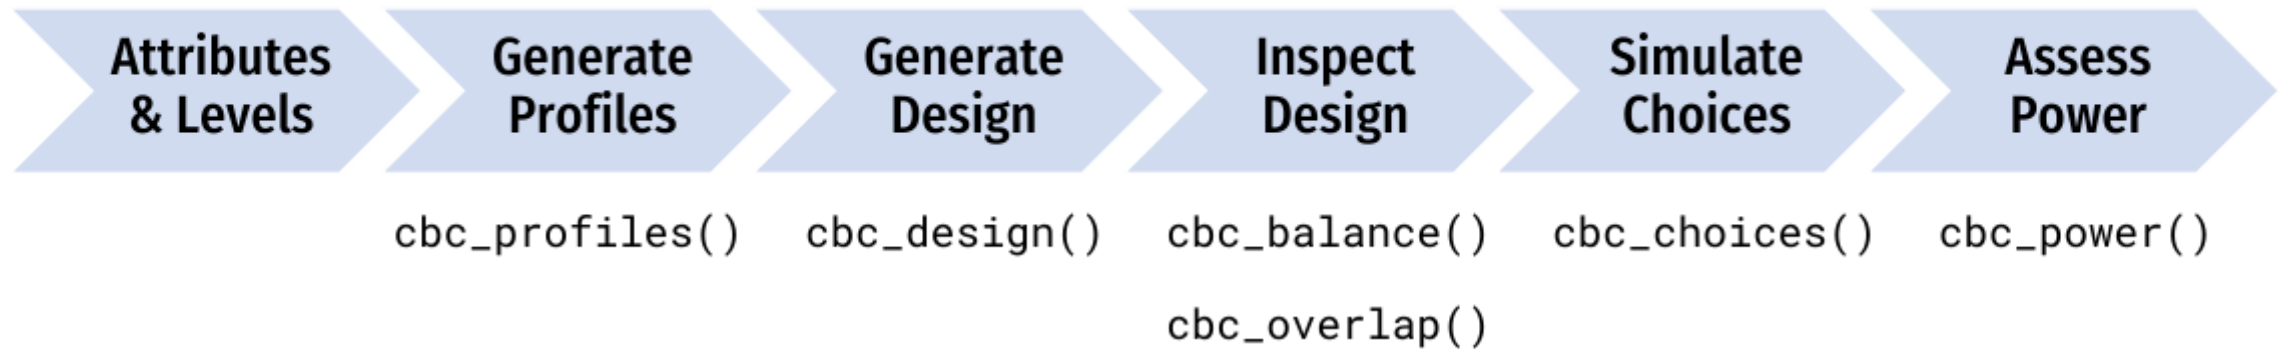 Attributes
& Levels
Generate
Profiles
Generate
Design
Inspect
Design
Simulate
Choices
Assess
Power
cbc_profiles()
cbc_design()
cbc_balance()
cbc_choices()
cbc_power()
cbc_overlap()